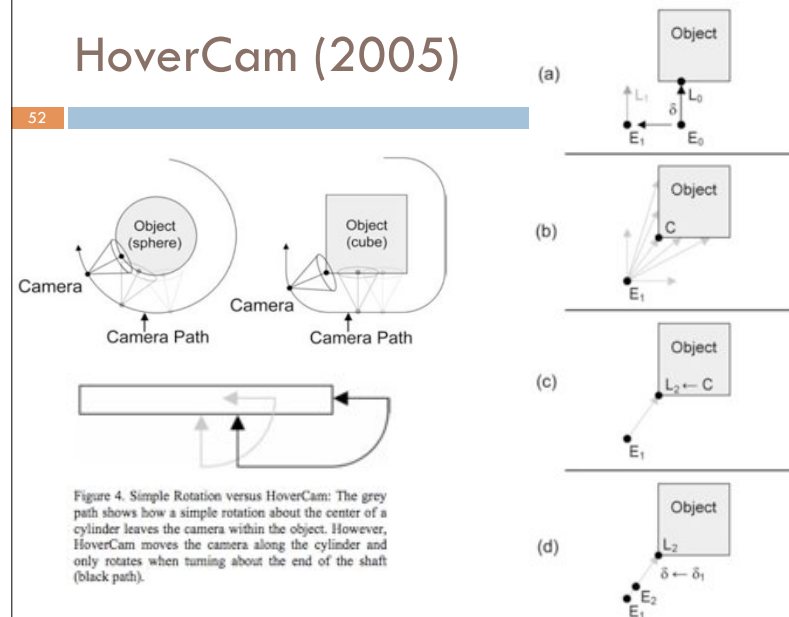 HoverCam (2005)
52
Object
(sphere)
Camera
Camera Path
Object
(cube)
Camera
Camera Path
Figure 4. Simple Rotation versus HoverCam: The grey
path shows how a simple rotation about the center of a
cylinder leaves the camera within the object. However,
HoverCam moves the camera along the cylinder and
only rotates when turning about the end of the shaft
(black path).
(a)
Object
L₁
L₀
δ
E₁
E₀
(b)
Object
C
E₁
(c)
Object
L₂ ← C
E₁
(d)
Object
L₂
δ ← δ₁
E₂
E₁